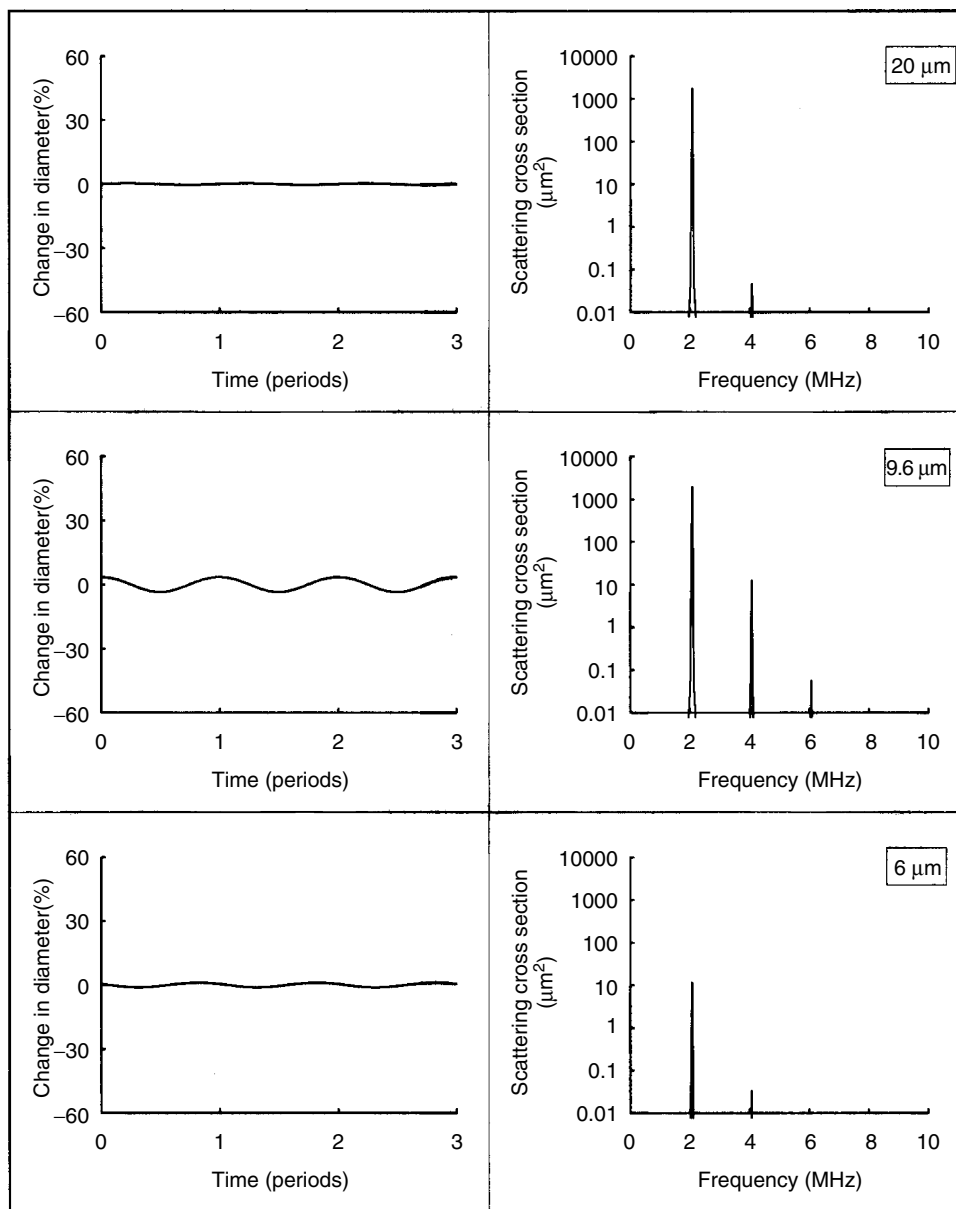 60
30
0
−30
−60
Change in diameter(%)
0 1 2 3
Time (periods)
10000
1000
100
10
1
0.1
0.01
Scattering cross section
(μm²)
0 2 4 6 8 10
Frequency (MHz)
20 μm
60
30
0
−30
−60
Change in diameter(%)
0 1 2 3
Time (periods)
10000
1000
100
10
1
0.1
0.01
Scattering cross section
(μm²)
0 2 4 6 8 10
Frequency (MHz)
9.6 μm
60
30
0
−30
−60
Change in diameter(%)
0 1 2 3
Time (periods)
10000
1000
100
10
1
0.1
0.01
Scattering cross section
(μm²)
0 2 4 6 8 10
Frequency (MHz)
6 μm